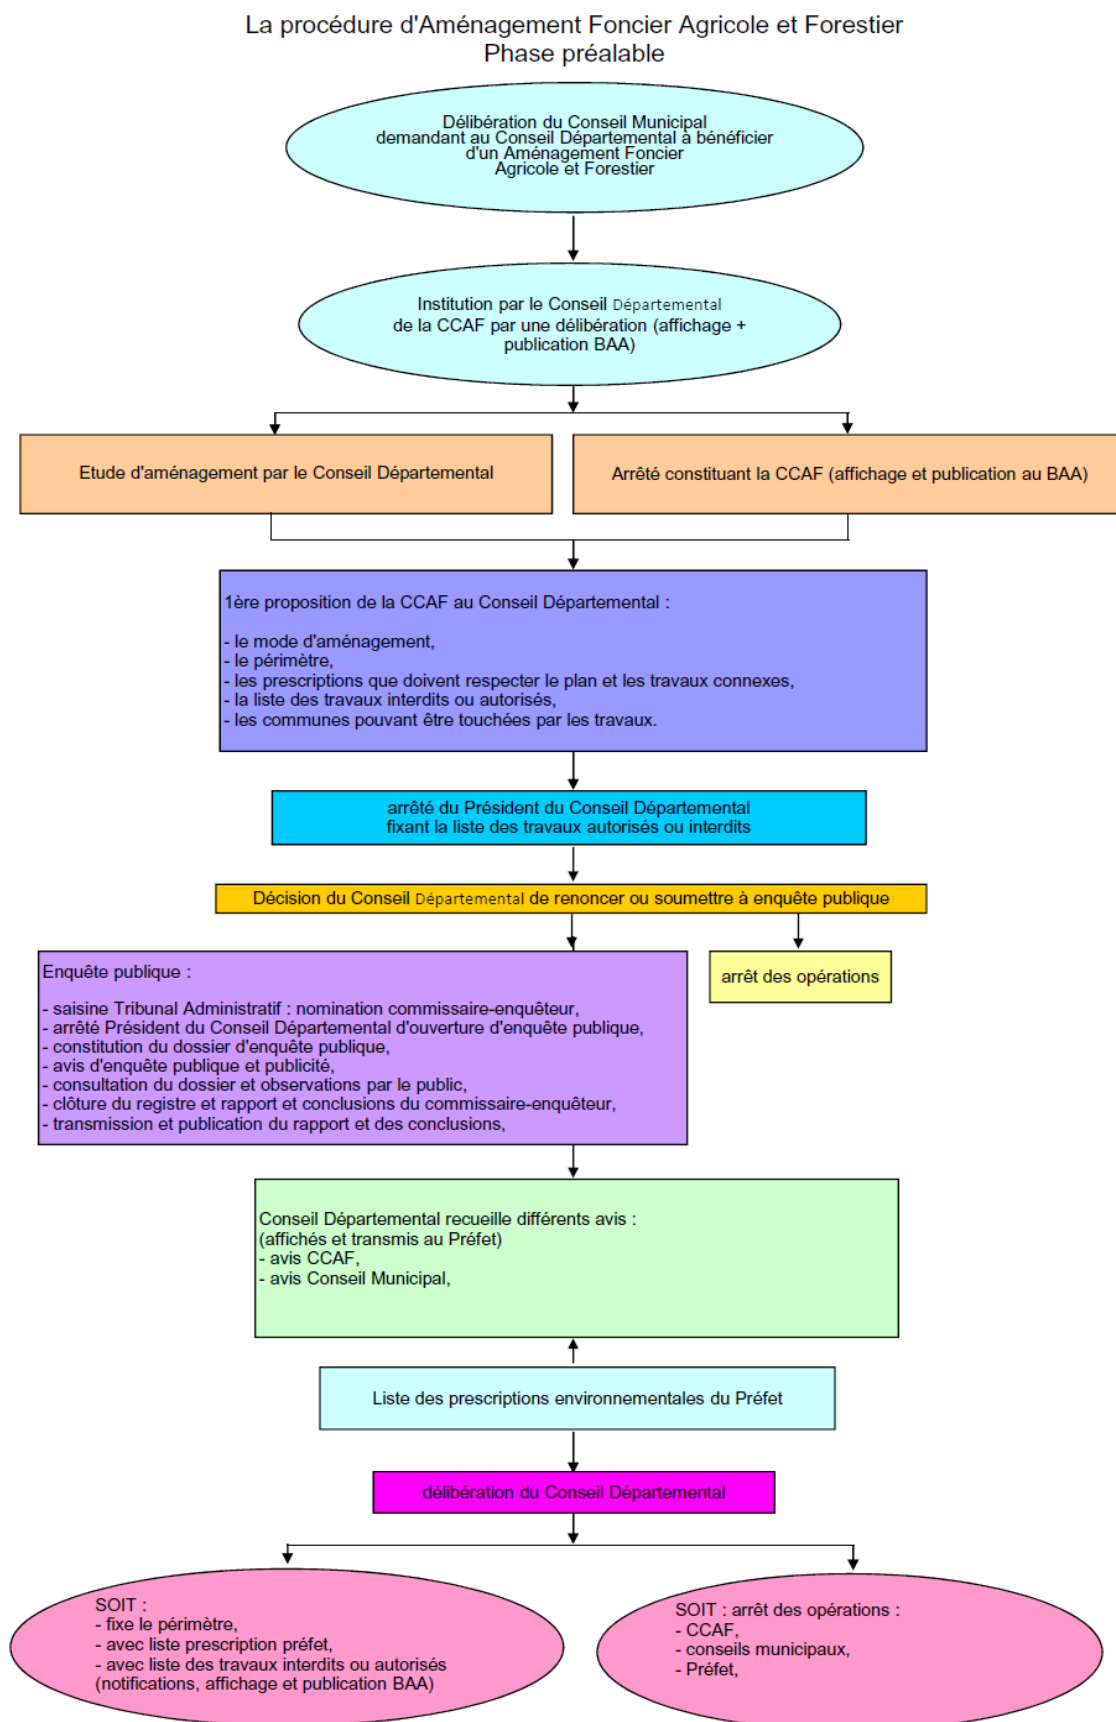 La procédure d'Aménagement Foncier Agricole et Forestier
Phase préalable
Délibération du Conseil Municipal
demandant au Conseil Départemental à bénéficier
d'un Aménagement Foncier
Agricole et Forestier
Institution par le Conseil Départemental
de la CCAF par une délibération (affichage +
publication BAA)
Etude d'aménagement par le Conseil Départemental
Arrêté constituant la CCAF (affichage et publication au BAA)
1ère proposition de la CCAF au Conseil Départemental :
- le mode d'aménagement,
- le périmètre,
- les prescriptions que doivent respecter le plan et les travaux connexes,
- la liste des travaux interdits ou autorisés,
- les communes pouvant être touchées par les travaux.
arrêté du Président du Conseil Départemental
fixant la liste des travaux autorisés ou interdits
Décision du Conseil Départemental de renoncer ou soumettre à enquête publique
Enquête publique :
- saisine Tribunal Administratif : nomination commissaire-enquêteur,
- arrêté Président du Conseil Départemental d'ouverture d'enquête publique,
- constitution du dossier d'enquête publique,
- avis d'enquête publique et publicité,
- consultation du dossier et observations par le public,
- clôture du registre et rapport et conclusions du commissaire-enquêteur,
- transmission et publication du rapport et des conclusions,
arrêt des opérations
Conseil Départemental recueille différents avis :
(affichés et transmis au Préfet)
- avis CCAF,
- avis Conseil Municipal,
Liste des prescriptions environnementales du Préfet
délibération du Conseil Départemental
SOIT :
- fixe le périmètre,
- avec liste prescription préfet,
- avec liste des travaux interdits ou autorisés
(notifications, affichage et publication BAA)
SOIT : arrêt des opérations :
- CCAF,
- conseils municipaux,
- Préfet,